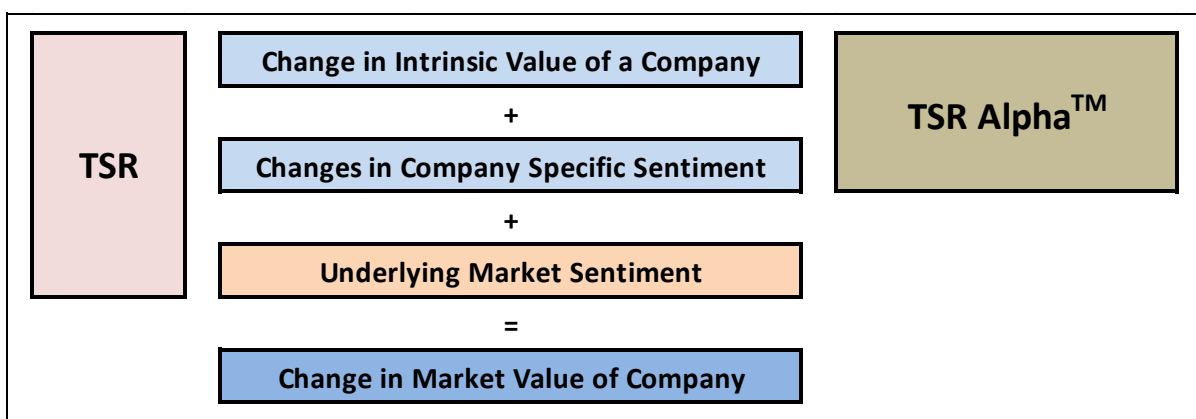 TSR
Change in Intrinsic Value of a Company
+
Changes in Company Specific Sentiment
+
Underlying Market Sentiment
=
Change in Market Value of Company
TSR Alpha™